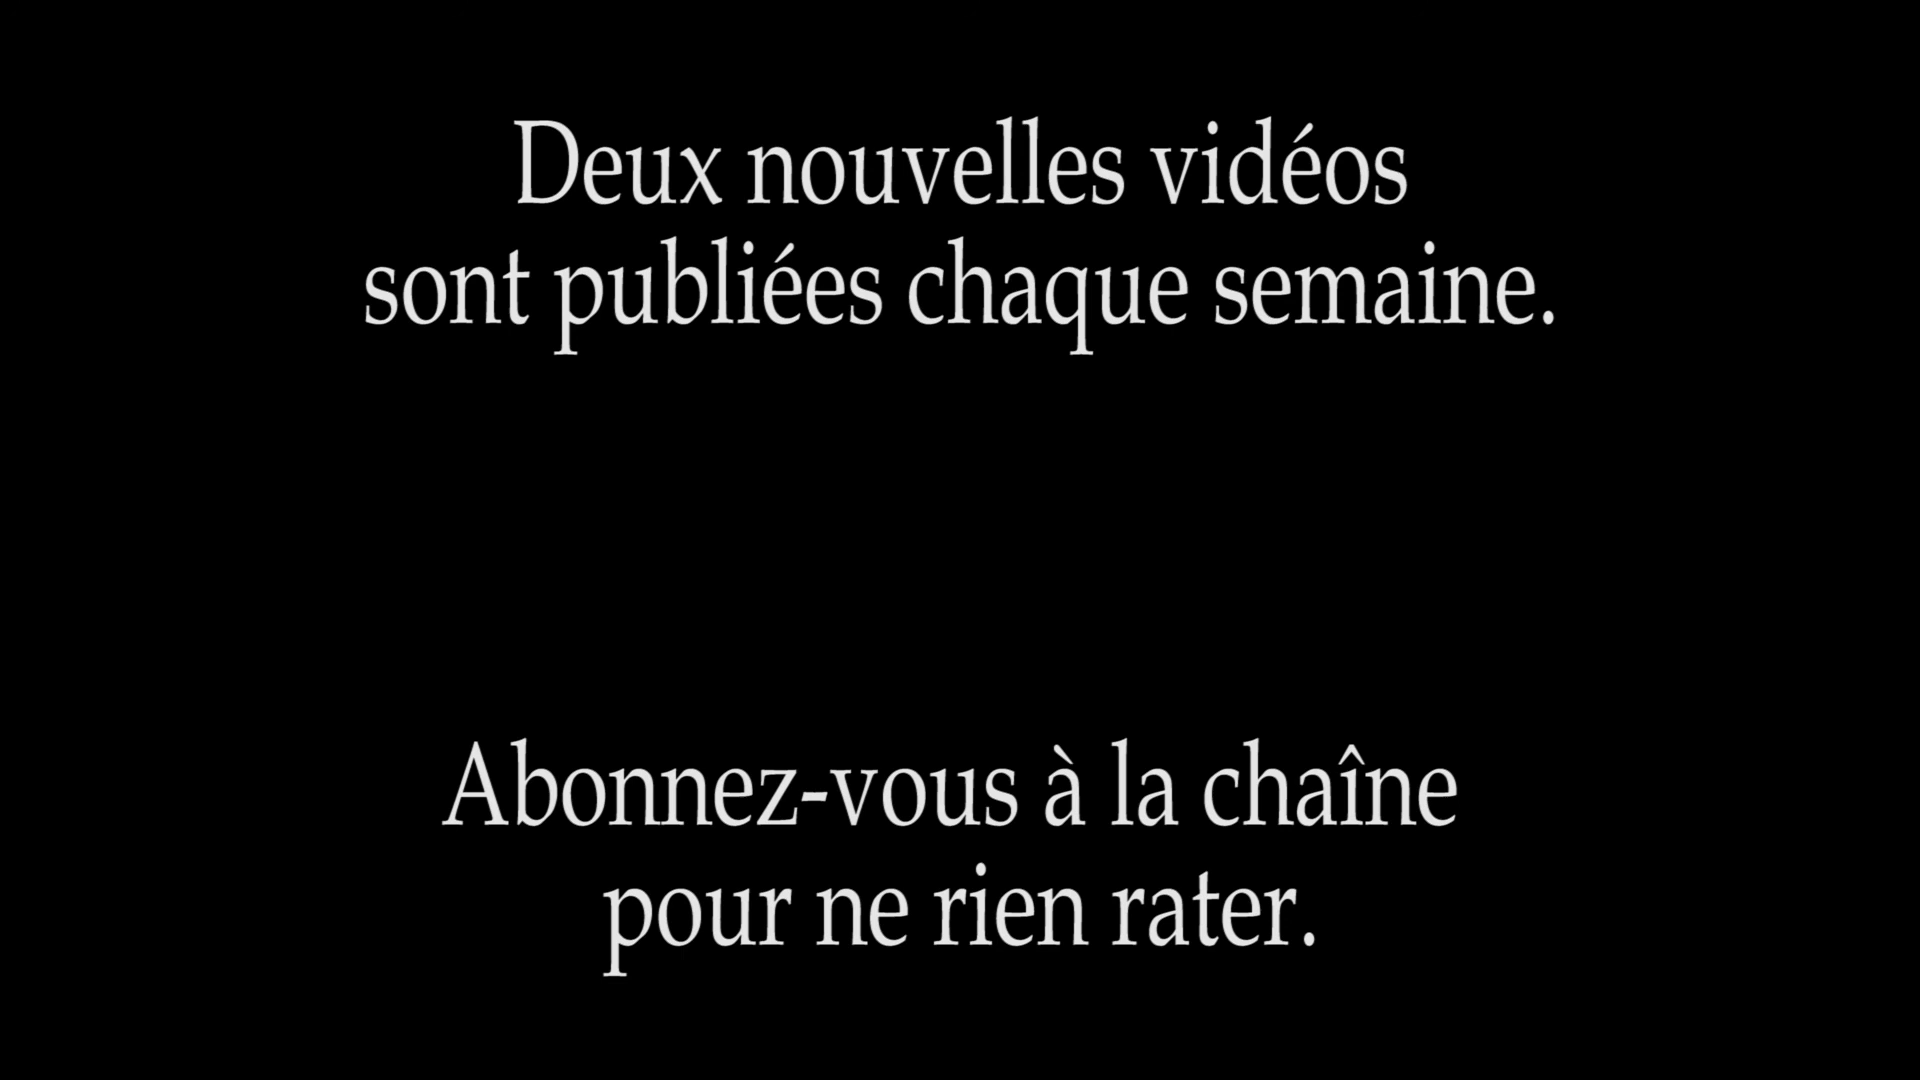 Deux nouvelles vidéos
sont publiées chaque semaine.
Abonnez-vous à la chaîne
pour ne rien rater.